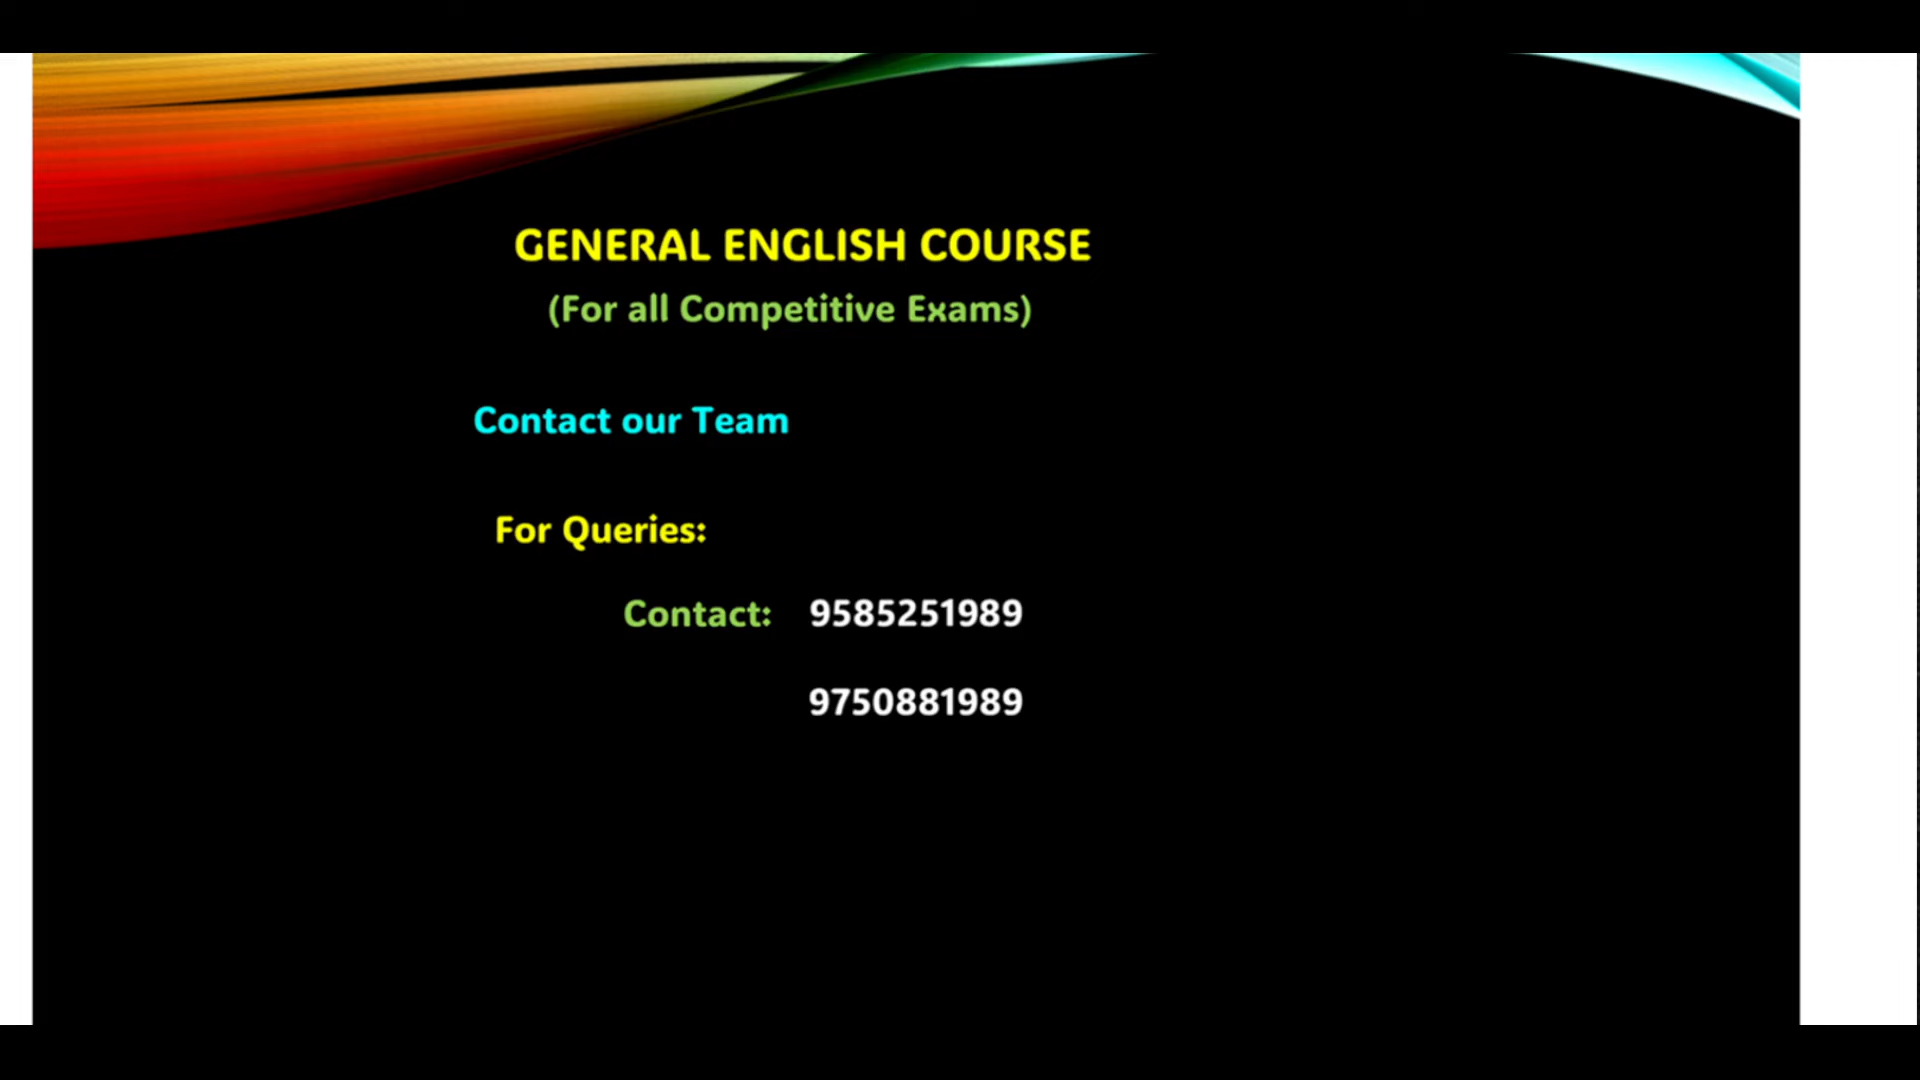 GENERAL ENGLISH COURSE
(For all Competitive Exams)
Contact our Team
For Queries:
Contact: 9585251989
9750881989